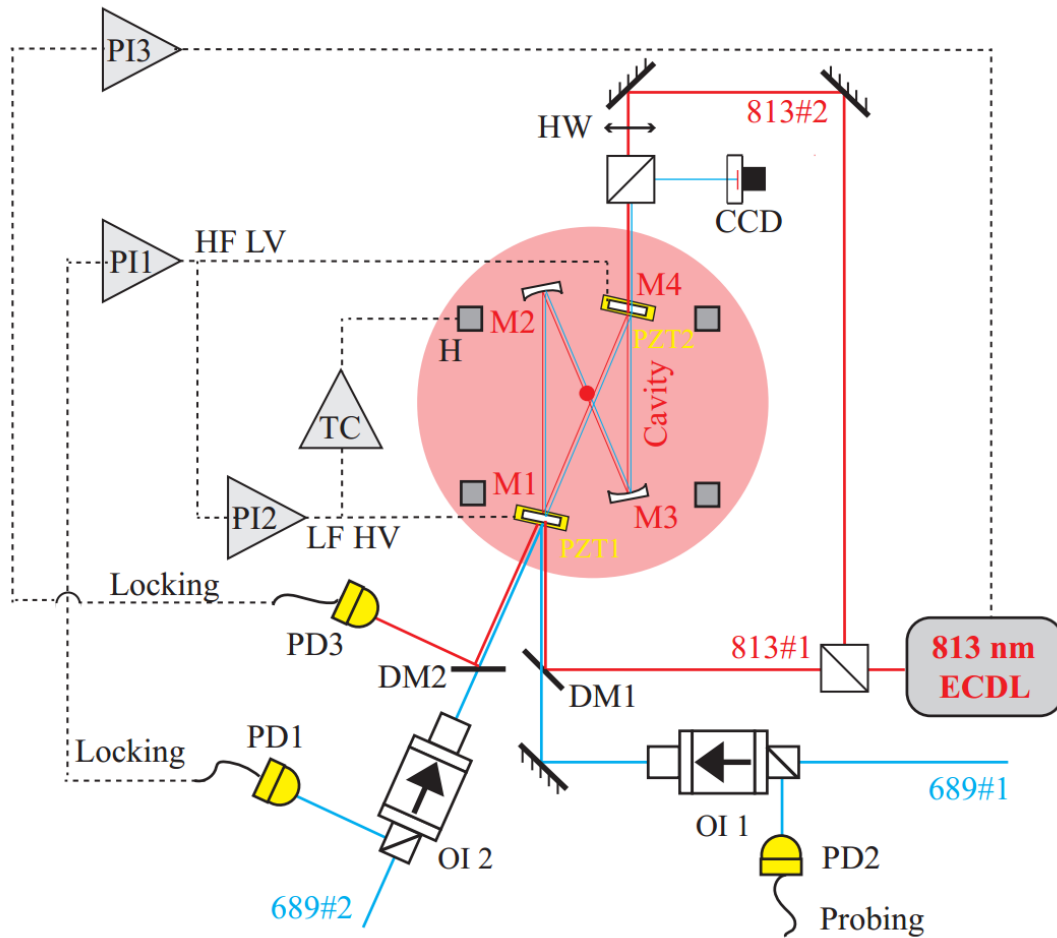 PI3
813#2
HW
CCD
PI1
HF LV
M4
M2
PZT2
H
Cavity
TC
M1
M3
PI2
LF HV
PZT1
Locking
PD3
813#1
813 nm
ECDL
DM2
DM1
PD1
Locking
689#1
OI 1
OI 2
PD2
689#2
Probing